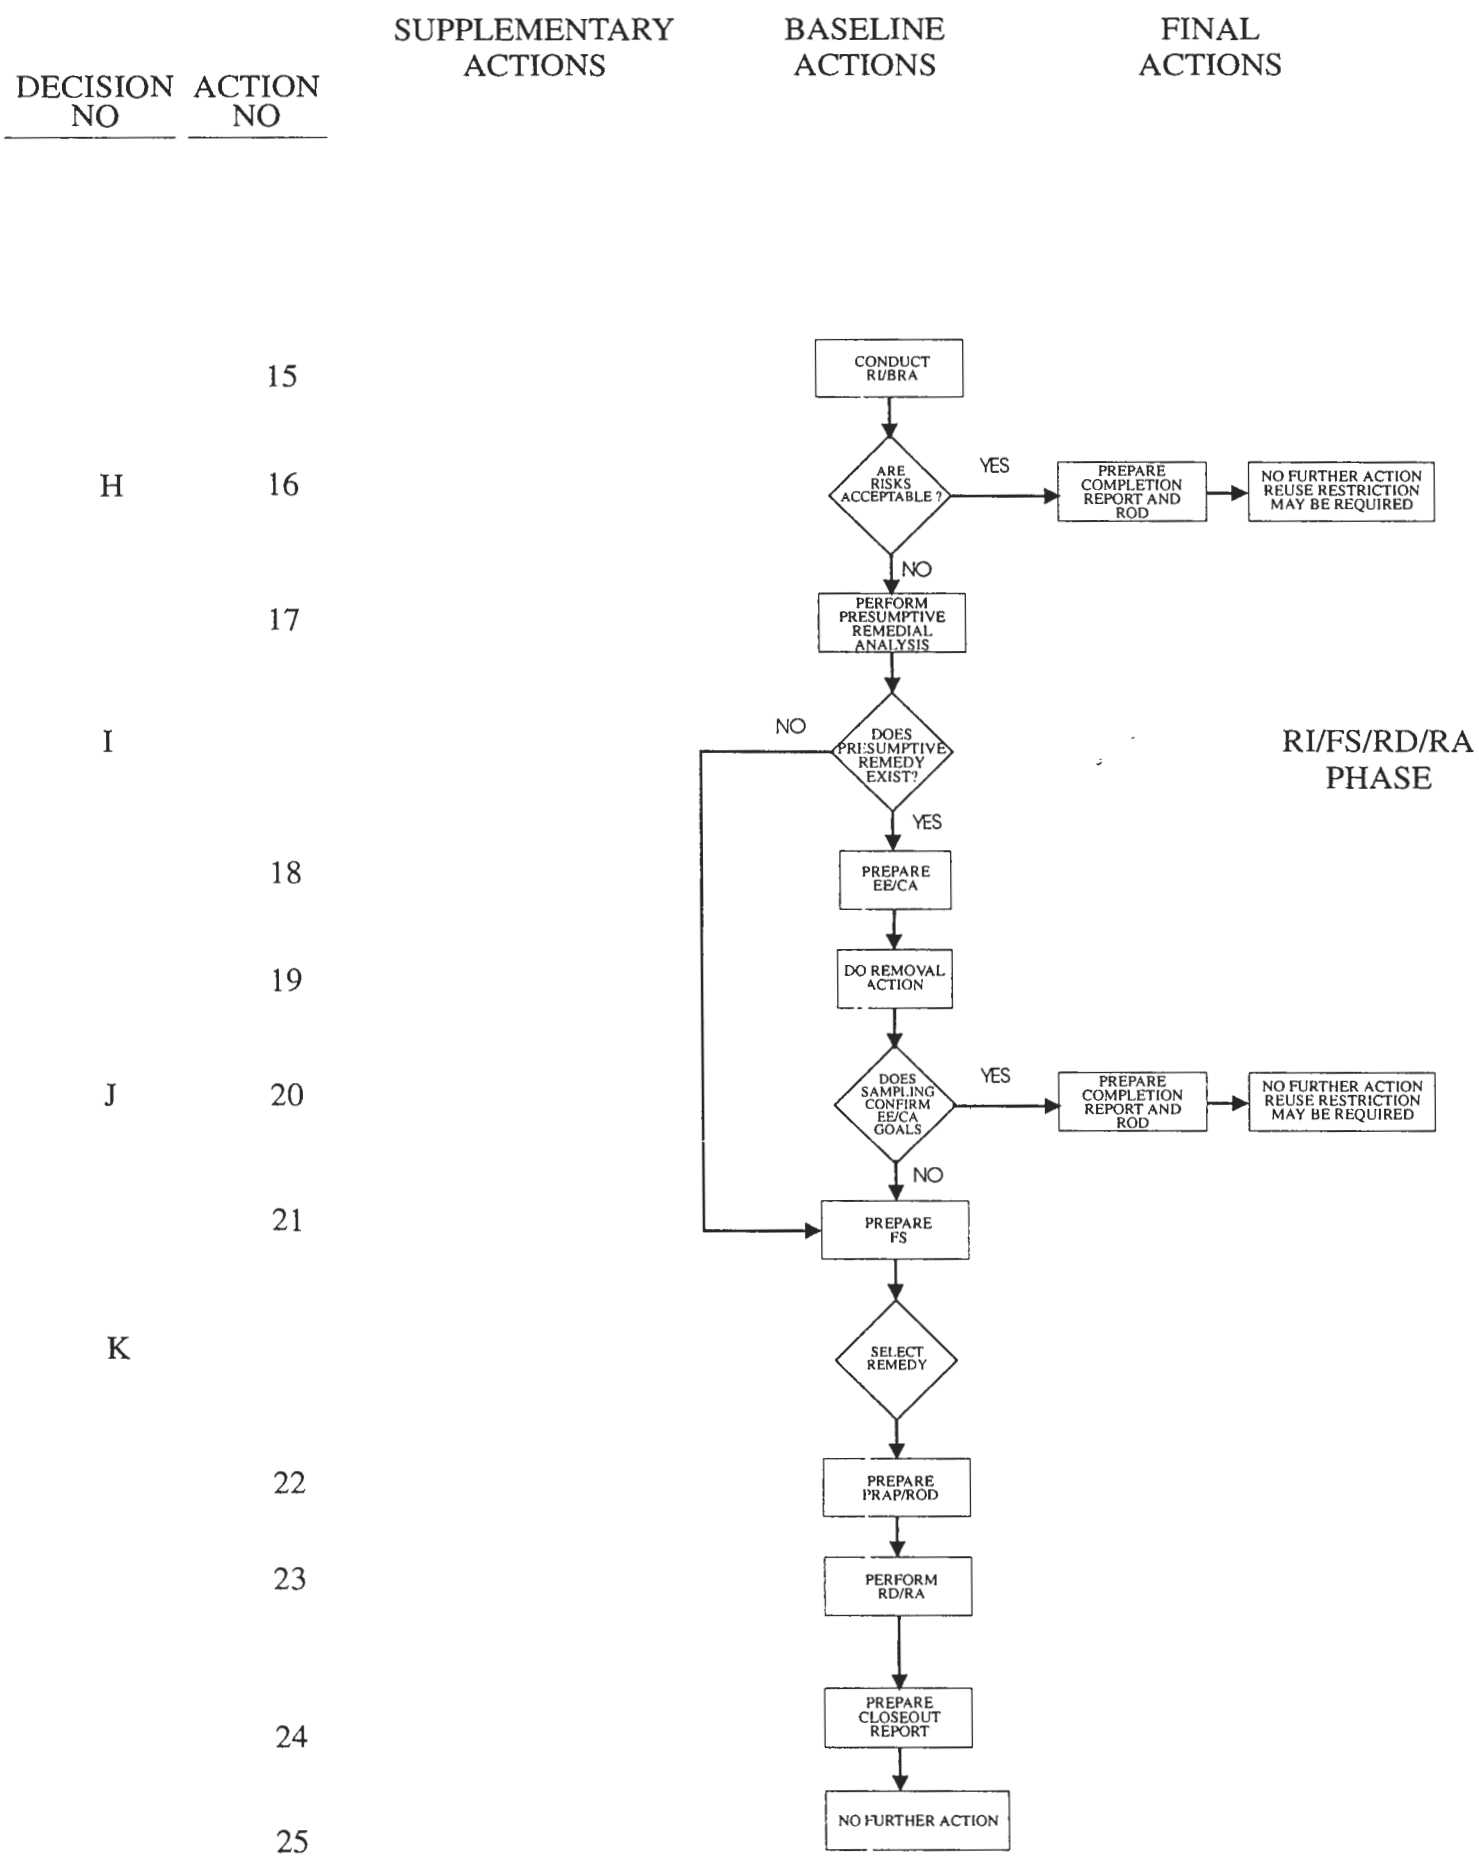 SUPPLEMENTARY
ACTIONS
BASELINE
ACTIONS
FINAL
ACTIONS
DECISION
NO
ACTION
NO
15
CONDUCT
RI/BRA
H
16
ARE
RISKS
ACCEPTABLE ?
YES
PREPARE
COMPLETION
REPORT AND
ROD
NO FURTHER ACTION
REUSE RESTRICTION
MAY BE REQUIRED
NO
17
PERFORM
PRESUMPTIVE
REMEDIAL
ANALYSIS
I
NO
DOES
PRESUMPTIVE
REMEDY
EXIST?
RI/FS/RD/RA
PHASE
YES
18
PREPARE
EE/CA
19
DO REMOVAL
ACTION
J
20
DOES
SAMPLING
CONFIRM
EE/CA
GOALS
YES
PREPARE
COMPLETION
REPORT AND
ROD
NO FURTHER ACTION
REUSE RESTRICTION
MAY BE REQUIRED
NO
21
PREPARE
FS
K
SELECT
REMEDY
22
PREPARE
PRAP/ROD
23
PERFORM
RD/RA
24
PREPARE
CLOSEOUT
REPORT
25
NO FURTHER ACTION